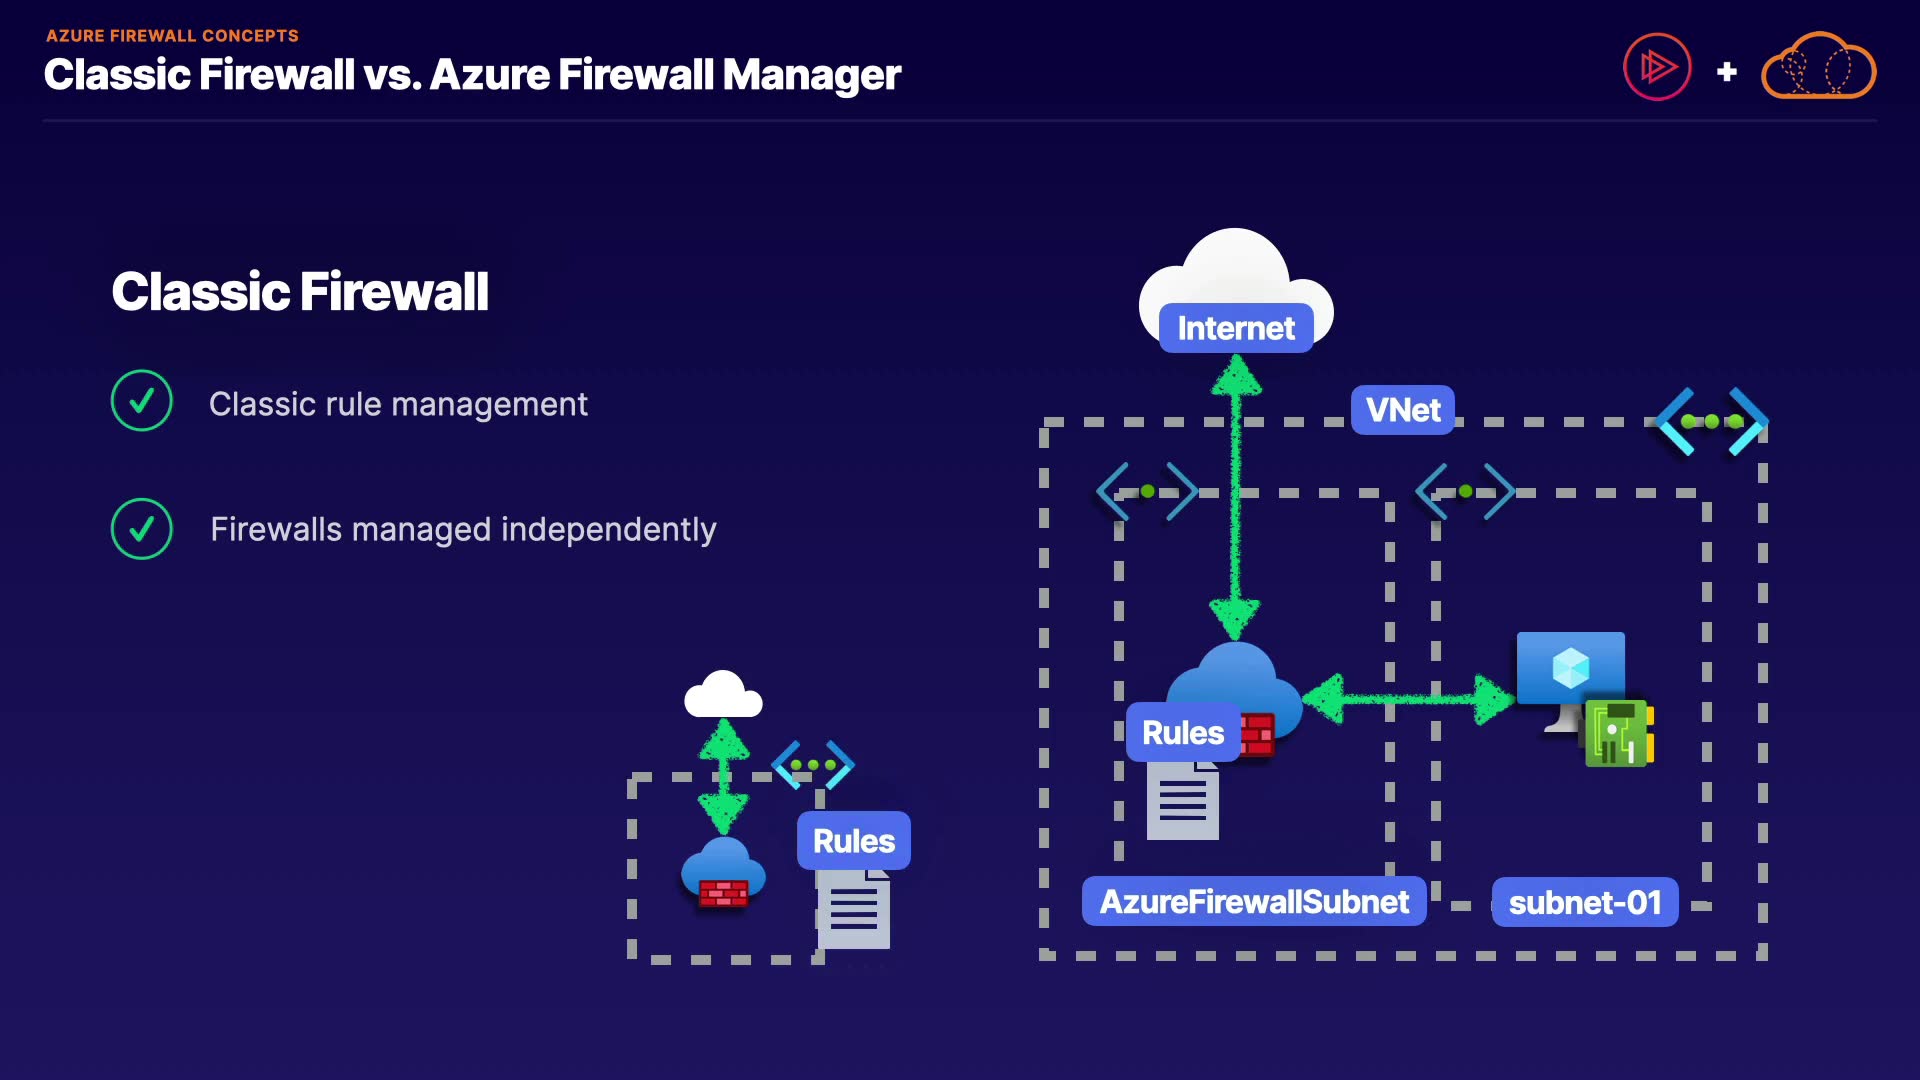 AZURE FIREWALL CONCEPTS
Classic Firewall vs. Azure Firewall Manager
Classic Firewall
Classic rule management
Firewalls managed independently
Rules
Internet
VNet
Rules
AzureFirewallSubnet
subnet-01